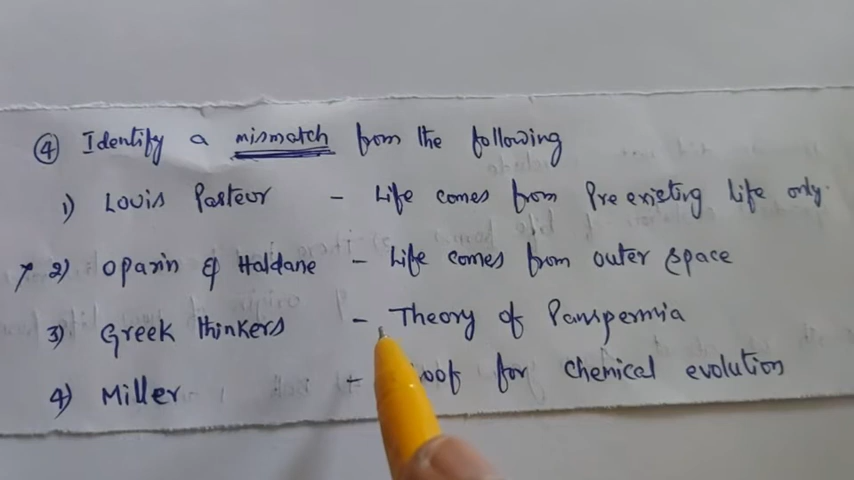 ④ Identify a mismatch from the following
1) Louis Pasteur - Life comes from Pre existing life only.
2) Oparin & Haldane - Life comes from outer space
3) Greek thinkers - Theory of Panspermia
4) Miller - for chemical evolution